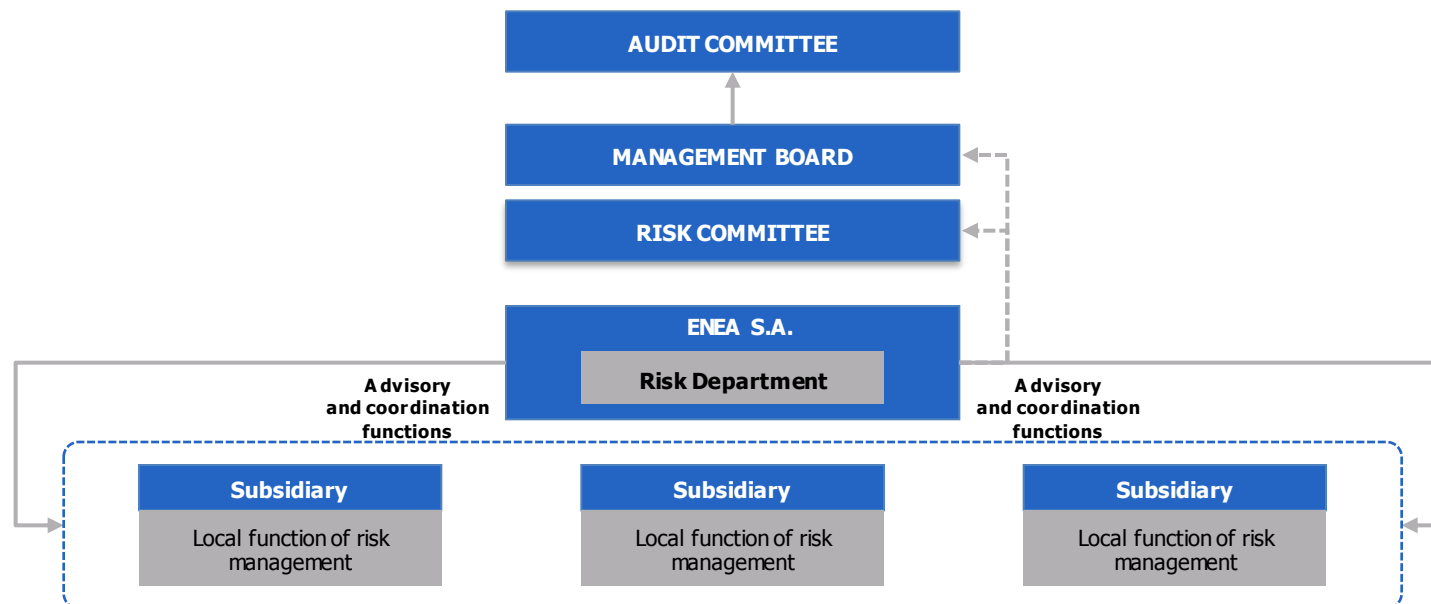 AUDIT COMMITTEE
MANAGEMENT BOARD
RISK COMMITTEE
ENEA S.A.
Risk Department
Advisory
and coordination
functions
Advisory
and coordination
functions
Subsidiary
Local function of risk
management
Subsidiary
Local function of risk
management
Subsidiary
Local function of risk
management